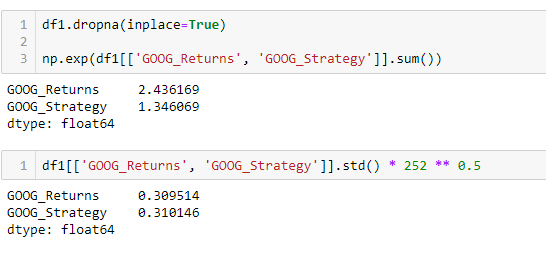 1 df1.dropna(inplace=True)
2
3 np.exp(df1[['GOOG_Returns', 'GOOG_Strategy']].sum())
GOOG_Returns     2.436169
GOOG_Strategy    1.346069
dtype: float64
1 df1[['GOOG_Returns', 'GOOG_Strategy']].std() * 252 ** 0.5
GOOG_Returns     0.309514
GOOG_Strategy    0.310146
dtype: float64